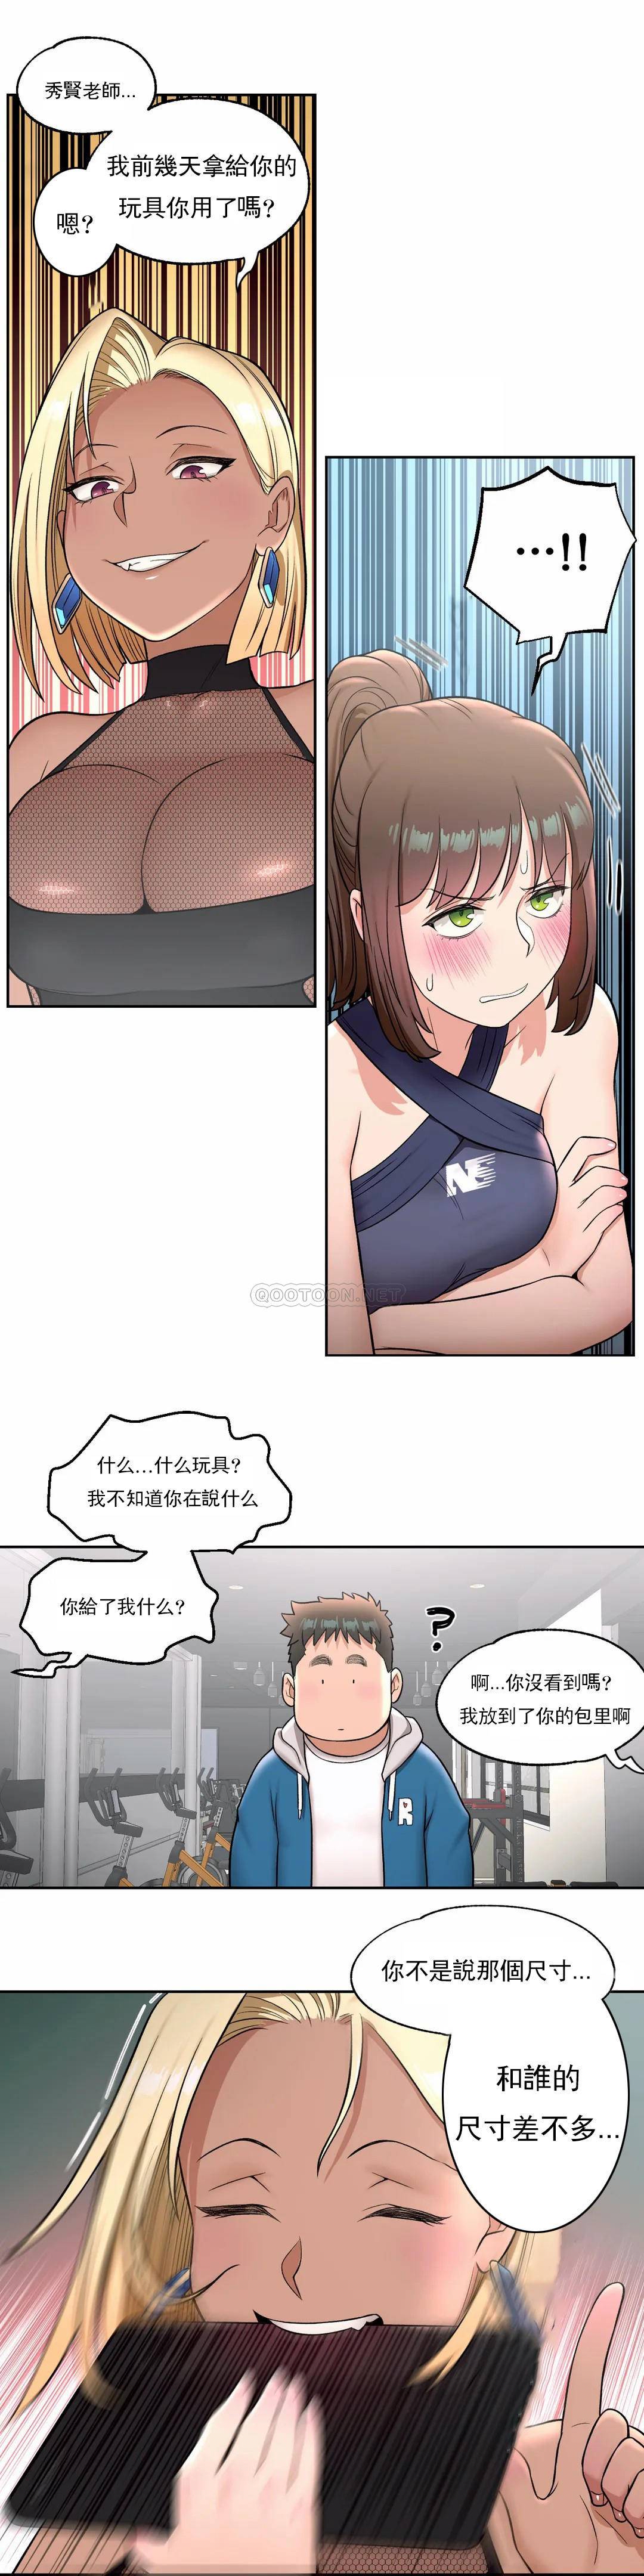 秀賢老師...
我前幾天拿給你的
玩具你用了嗎?
嗯?
...!!
N
QOOTOON.NET
什么...什么玩具?
我不知道你在說什么
你給了我什么?
?
啊...你沒看到嗎?
我放到了你的包里啊
R
你不是說那個尺寸...
和誰的
尺寸差不多...